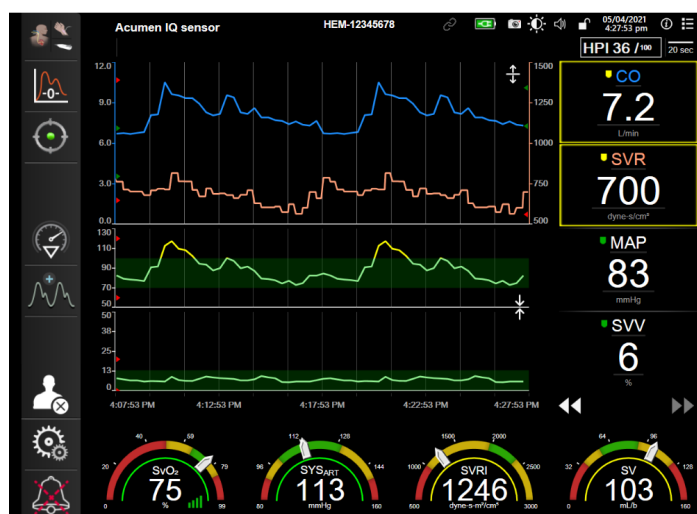 Acumen IQ sensor
HEM-12345678
05/04/2021
4:27:53 pm
HPI 36 /100
20 sec
-0-
12.0
9.0
6.0
3.0
0.0
1500
1250
1000
750
500
CO
7.2
L/min
SVR
700
dyne-s/cm⁵
130
110
90
70
50
MAP
83
mmHg
50
38
25
13
0
SVV
6
%
4:07:53 PM
4:12:53 PM
4:17:53 PM
4:22:53 PM
4:27:53 PM
0
20
40
59
79
99
SvO₂
75
%
80
96
112
128
144
160
SYSART
113
mmHg
500
1000
1500
2000
2500
3000
SVRI
1246
dyne-s-m²/cm⁵
0
32
64
96
128
160
SV
103
mL/b